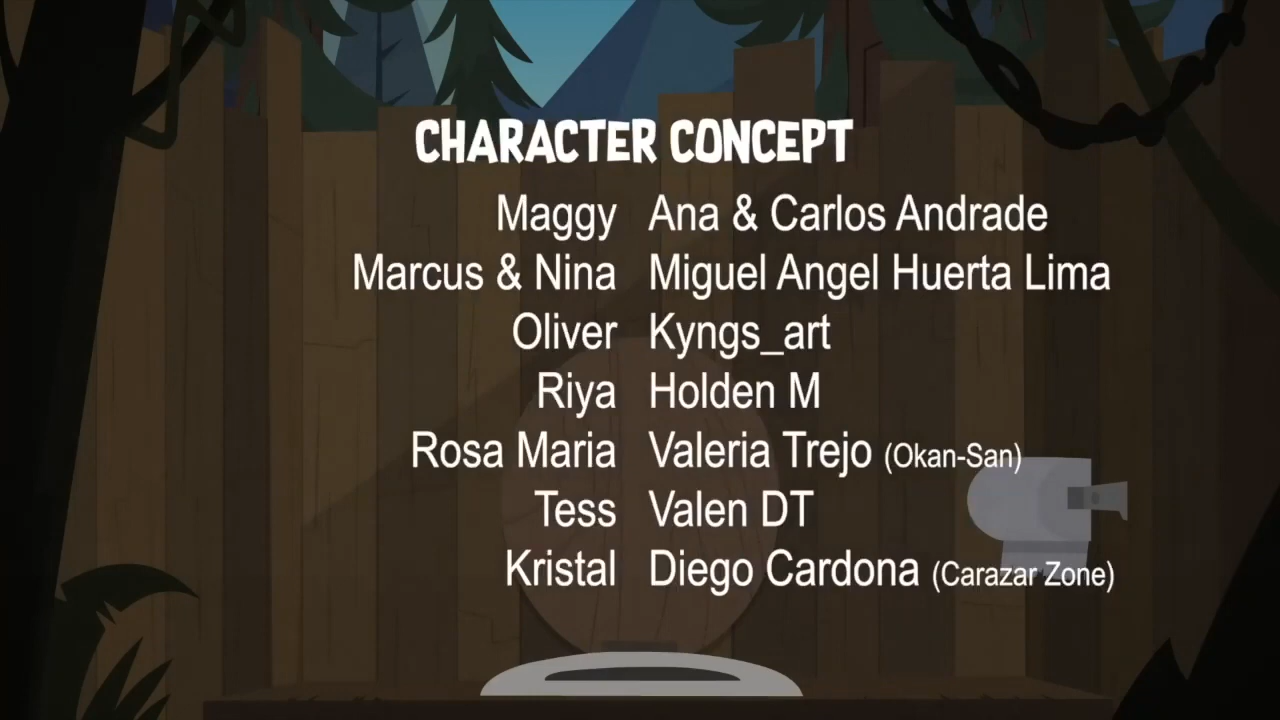 CHARACTER CONCEPT
Maggy Ana & Carlos Andrade
Marcus & Nina Miguel Angel Huerta Lima
Oliver Kyngs_art
Riya Holden M
Rosa Maria Valeria Trejo (Okan-San)
Tess Valen DT
Kristal Diego Cardona (Carazar Zone)